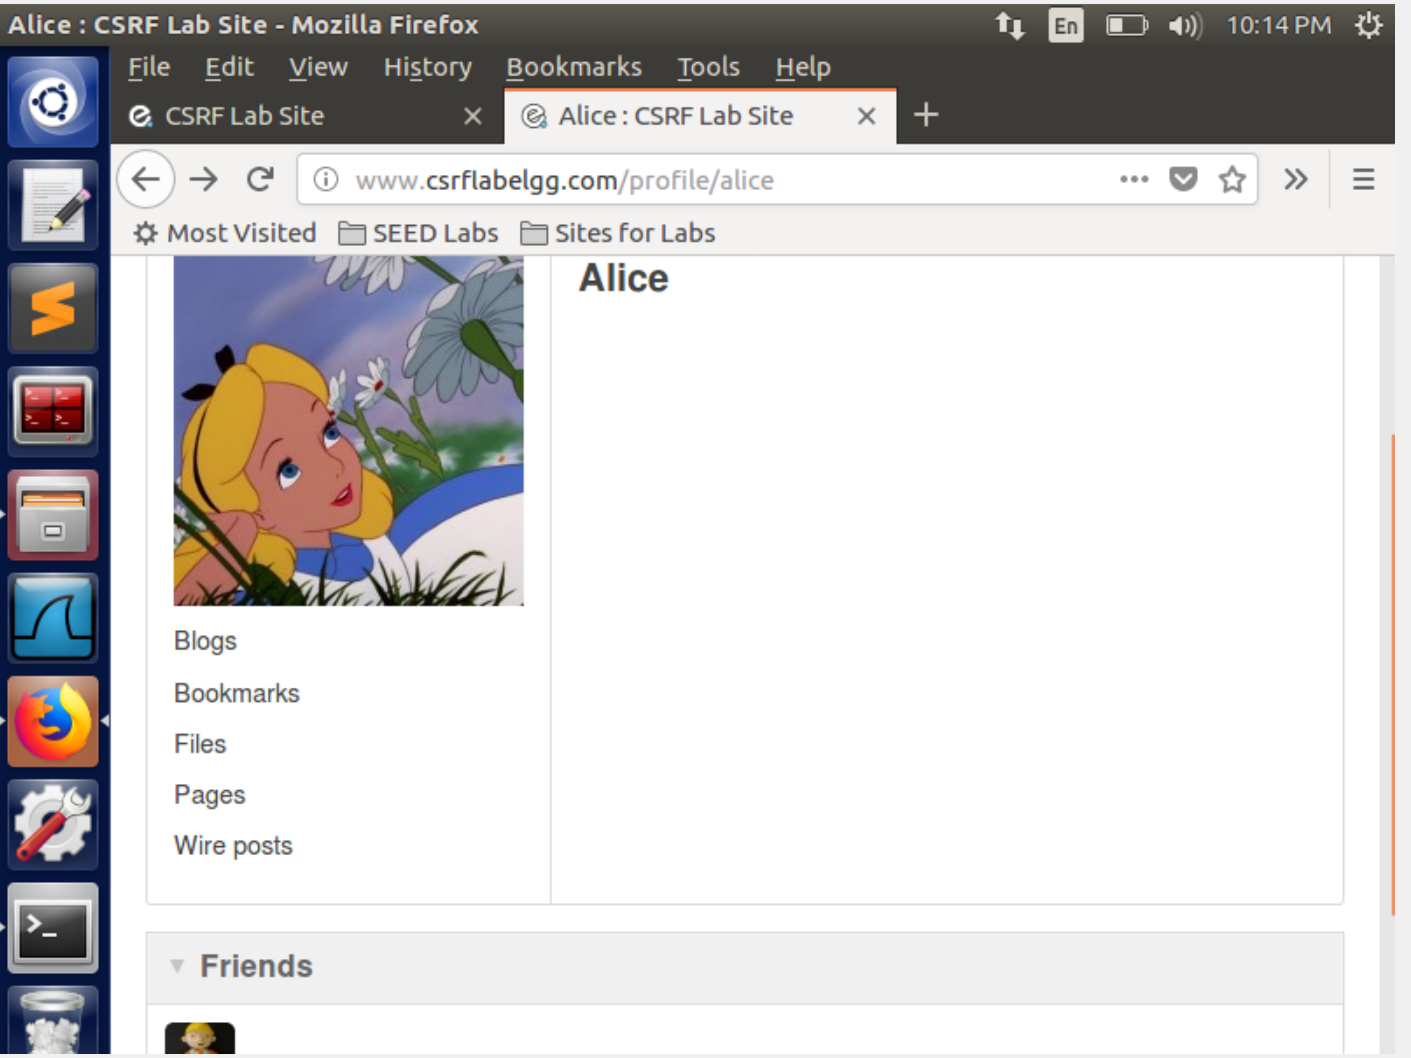 Alice : CSRF Lab Site - Mozilla Firefox En 10:14 PM
File Edit View History Bookmarks Tools Help
CSRF Lab Site Alice : CSRF Lab Site
www.csrflabelgg.com/profile/alice
Most Visited SEED Labs Sites for Labs
Alice
Blogs
Bookmarks
Files
Pages
Wire posts
Friends